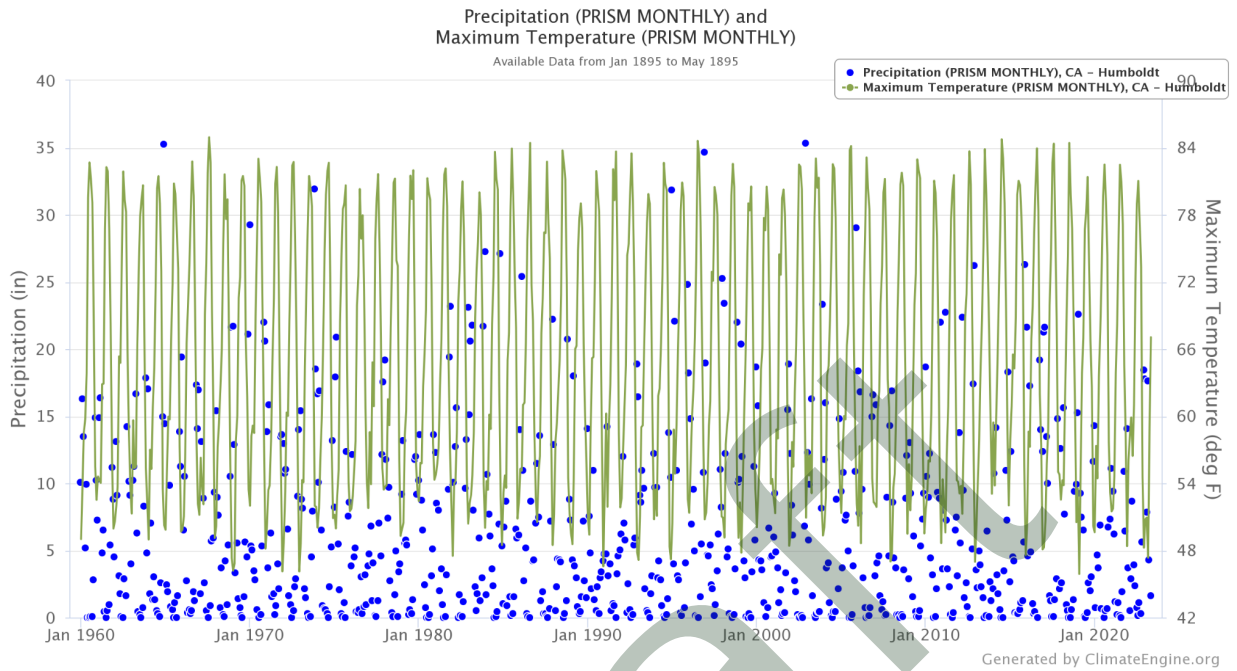 Precipitation (PRISM MONTHLY) and
Maximum Temperature (PRISM MONTHLY)
Available Data from Jan 1895 to May 1895
Precipitation (PRISM MONTHLY), CA – Humboldt
Maximum Temperature (PRISM MONTHLY), CA – Humboldt
40
35
30
25
20
15
10
5
0
Precipitation (in)
90
84
78
72
66
60
54
48
42
Maximum Temperature (deg F)
Jan 1960
Jan 1970
Jan 1980
Jan 1990
Jan 2000
Jan 2010
Jan 2020
Generated by ClimateEngine.org